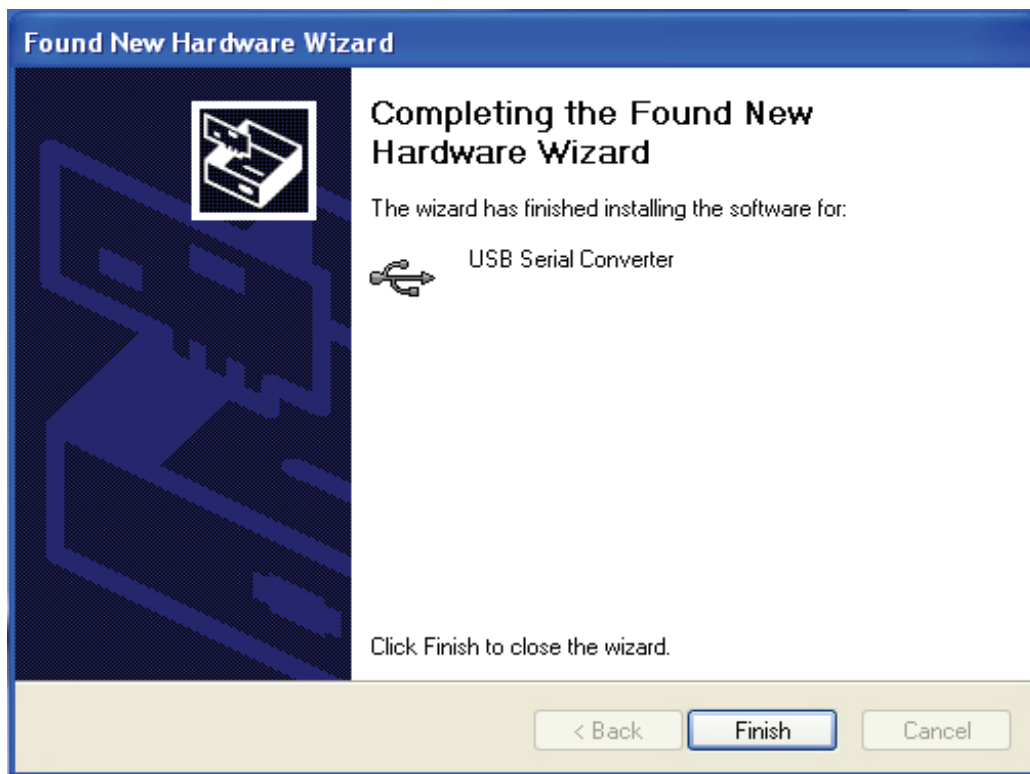 Found New Hardware Wizard
Completing the Found New
Hardware Wizard
The wizard has finished installing the software for:
USB Serial Converter
Click Finish to close the wizard.
< Back
Finish
Cancel